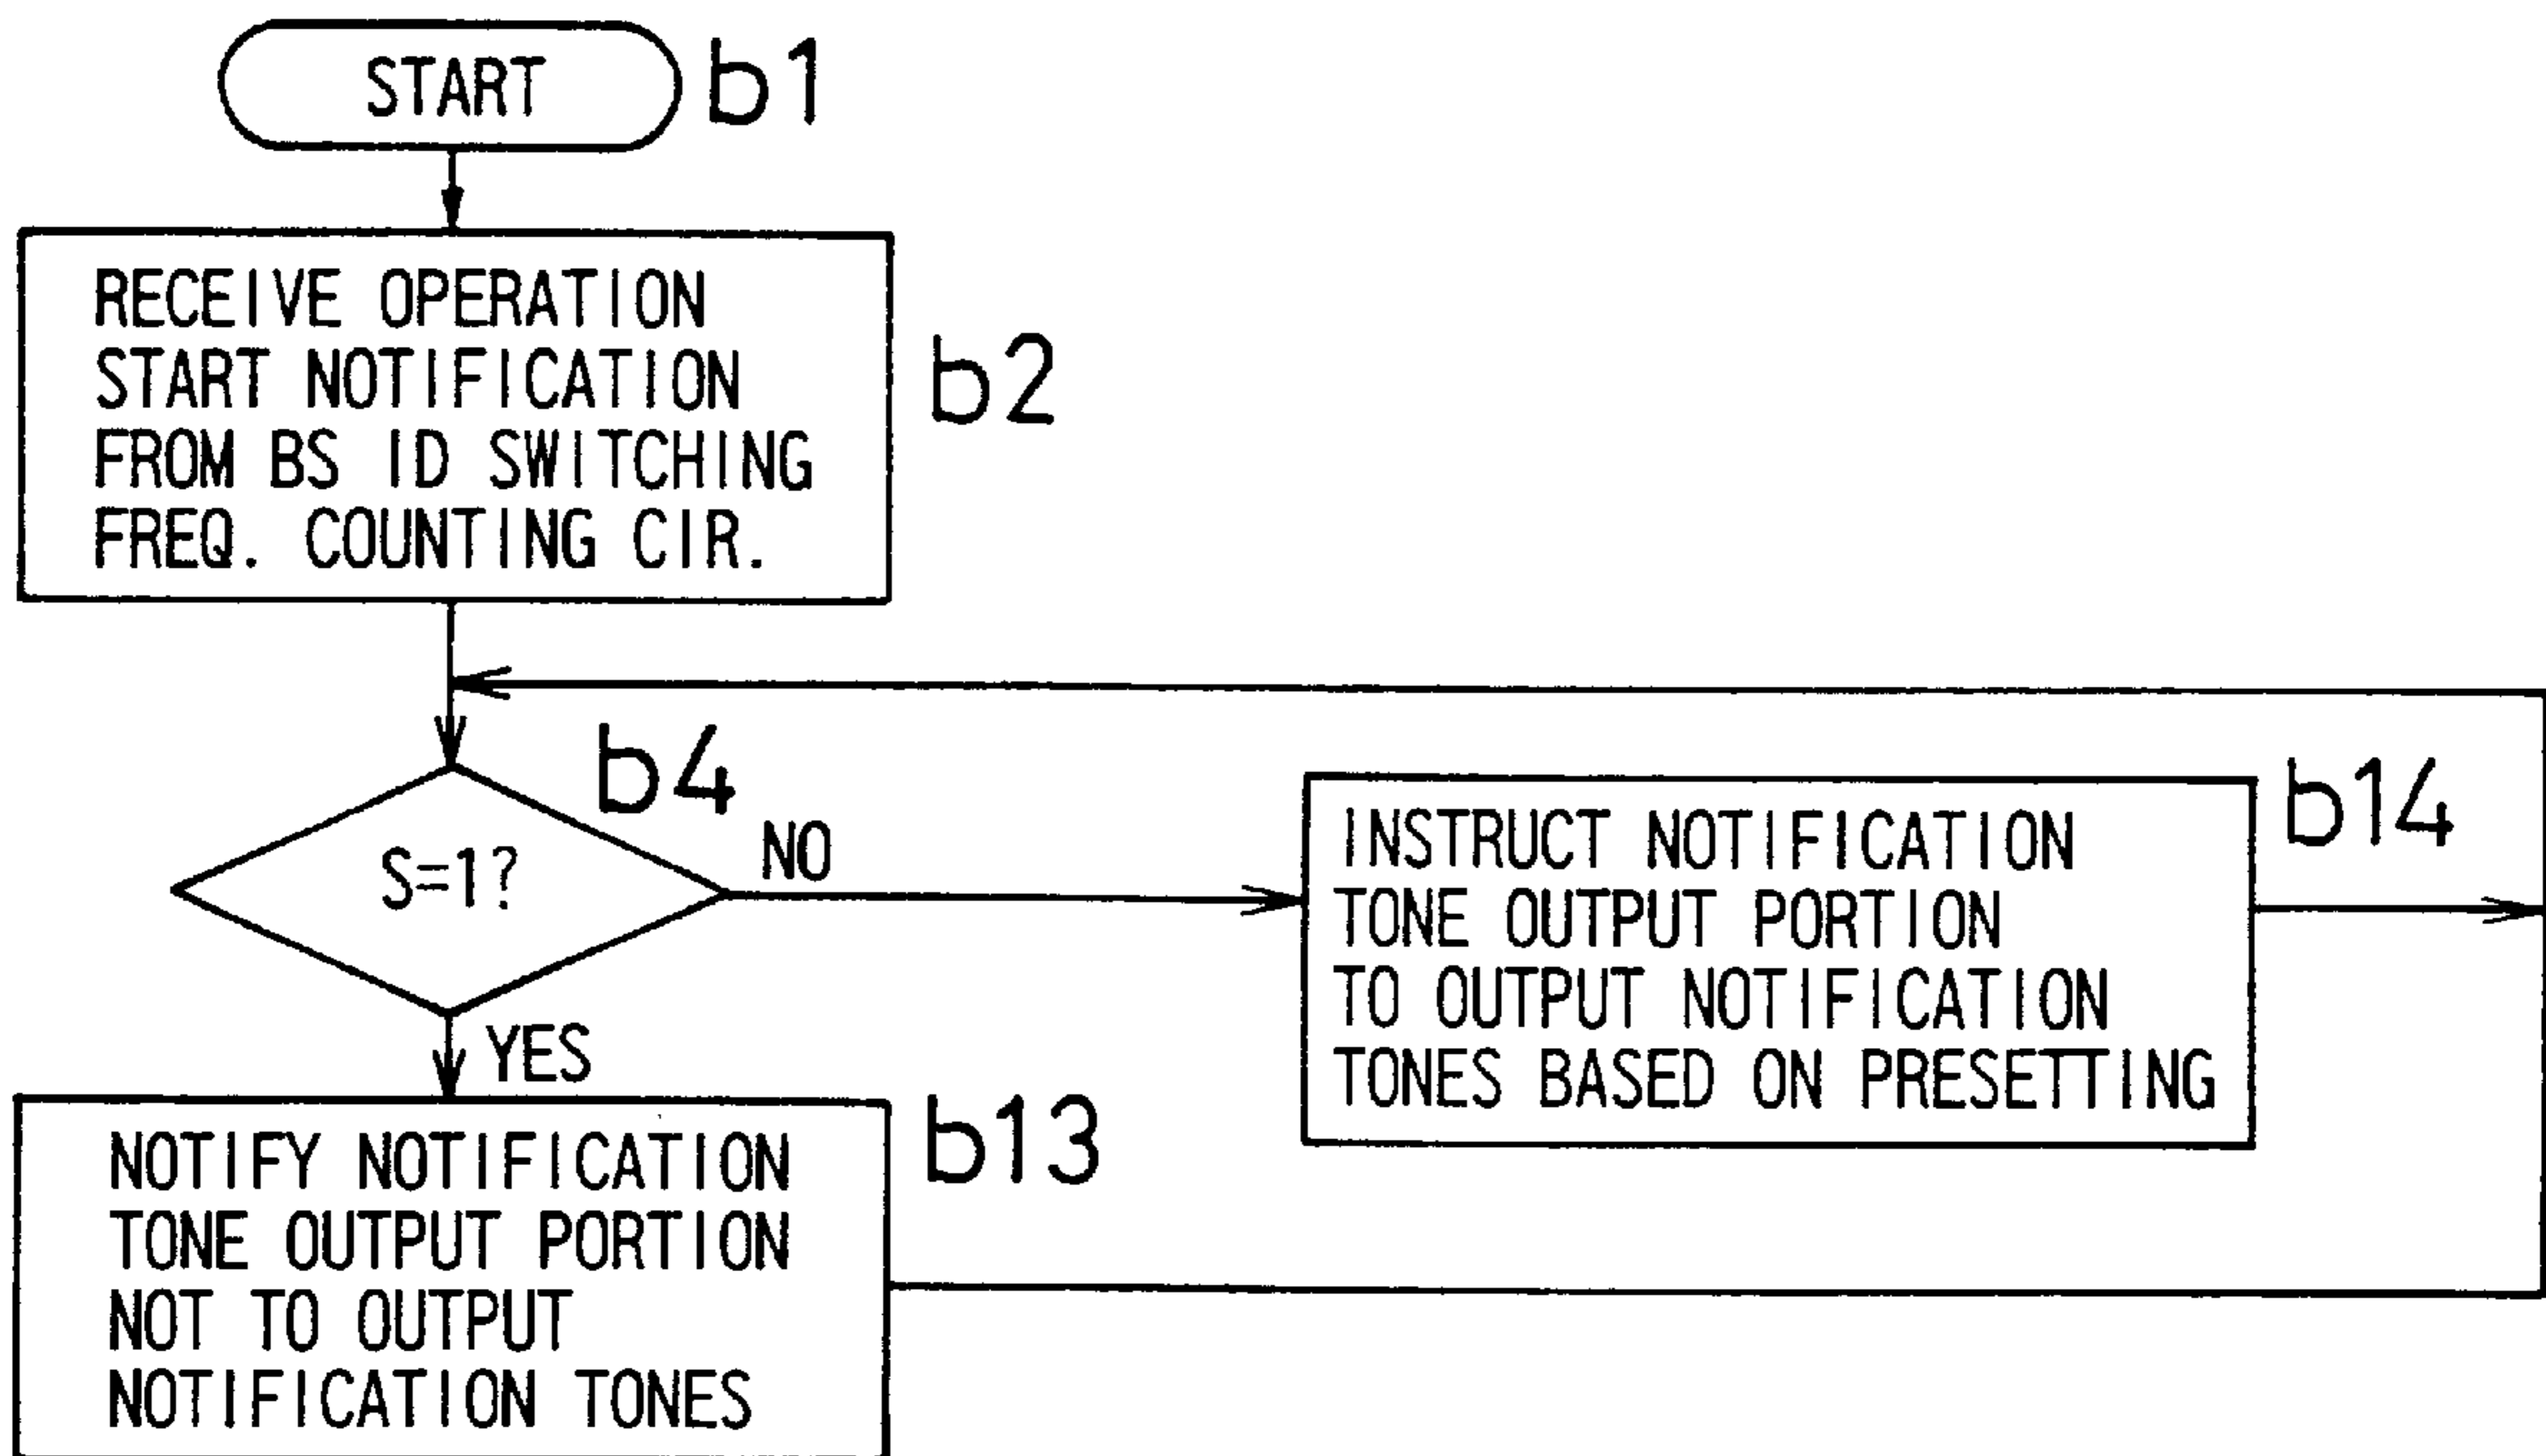 START
b1
RECEIVE OPERATION
START NOTIFICATION
FROM BS ID SWITCHING
FREQ. COUNTING CIR.
b2
b4
S=1?
NO
YES
INSTRUCT NOTIFICATION
TONE OUTPUT PORTION
TO OUTPUT NOTIFICATION
TONES BASED ON PRESETTING
b14
NOTIFY NOTIFICATION
TONE OUTPUT PORTION
NOT TO OUTPUT
NOTIFICATION TONES
b13